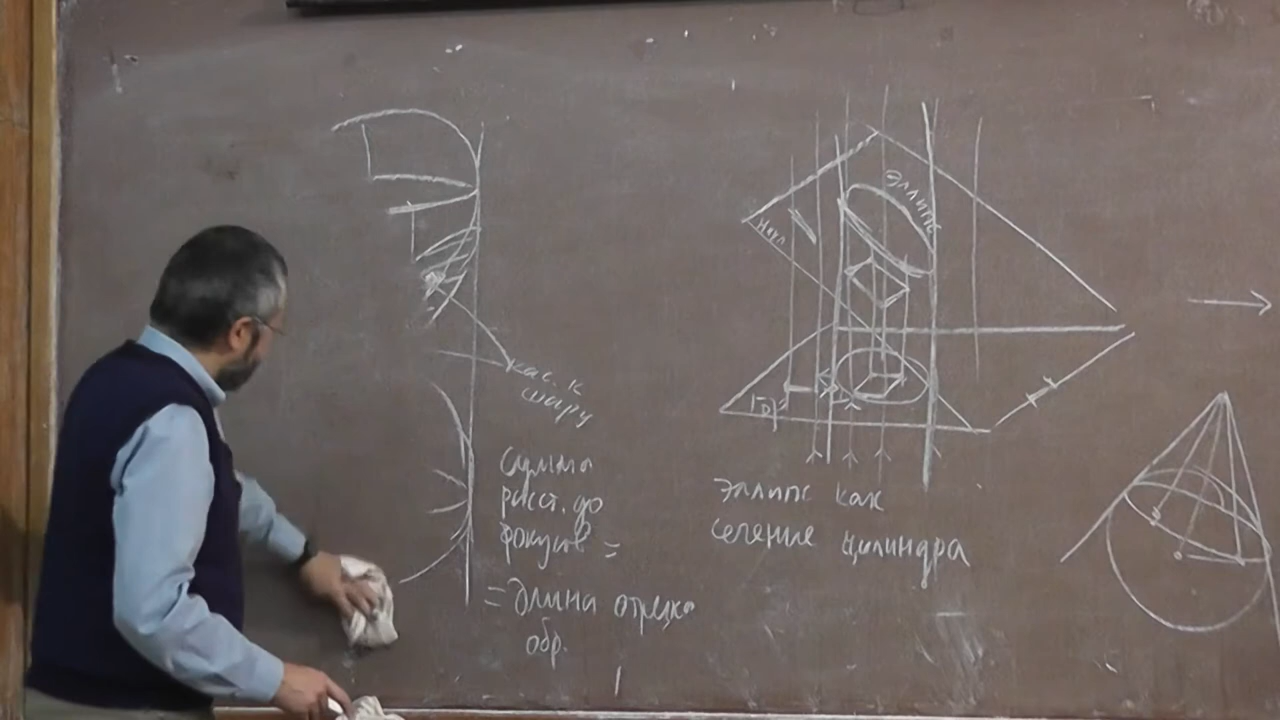 кас. к
шару
Сумма
расст. до
фокусов =
= Длина отрезка
обр.
Эллипс
Эллипс как
сечение цилиндра